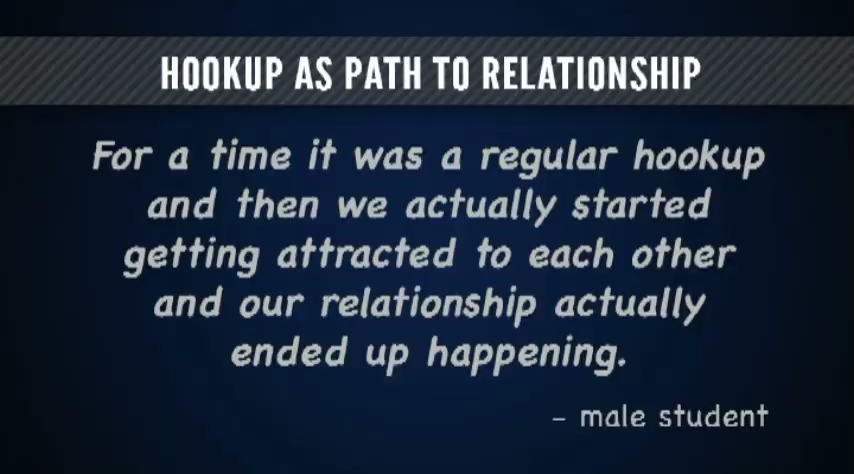 HOOKUP AS PATH TO RELATIONSHIP
For a time it was a regular hookup
and then we actually started
getting attracted to each other
and our relationship actually
ended up happening.
– male student